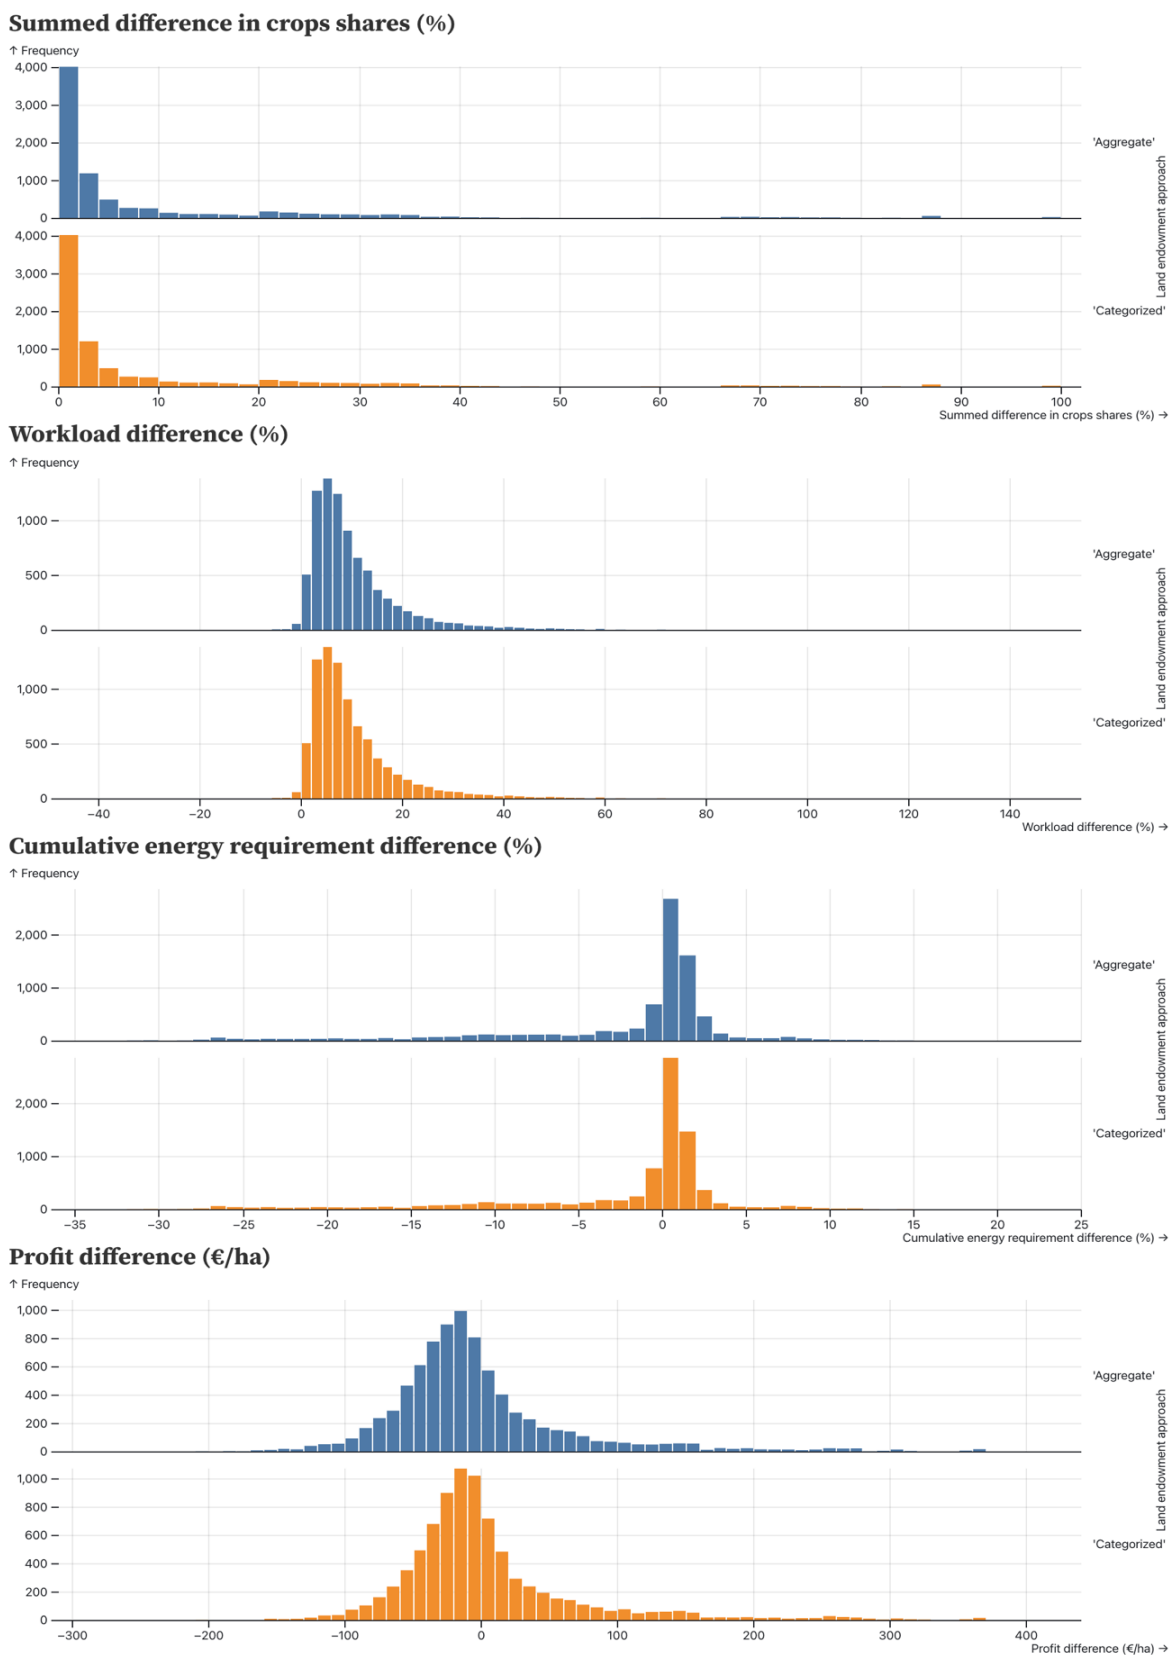 Summed difference in crops shares (%)
↑ Frequency
4,000
3,000
2,000
1,000
0
'Aggregate'
4,000
3,000
2,000
1,000
0
'Categorized'
Land endowment approach
0 10 20 30 40 50 60 70 80 90 100
Summed difference in crops shares (%) →
Workload difference (%)
↑ Frequency
1,000
500
0
'Aggregate'
1,000
500
0
'Categorized'
Land endowment approach
−40 −20 0 20 40 60 80 100 120 140
Workload difference (%) →
Cumulative energy requirement difference (%)
↑ Frequency
2,000
1,000
0
'Aggregate'
2,000
1,000
0
'Categorized'
Land endowment approach
−35 −30 −25 −20 −15 −10 −5 0 5 10 15 20 25
Cumulative energy requirement difference (%) →
Profit difference (€/ha)
↑ Frequency
1,000
800
600
400
200
0
'Aggregate'
1,000
800
600
400
200
0
'Categorized'
Land endowment approach
−300 −200 −100 0 100 200 300 400
Profit difference (€/ha) →